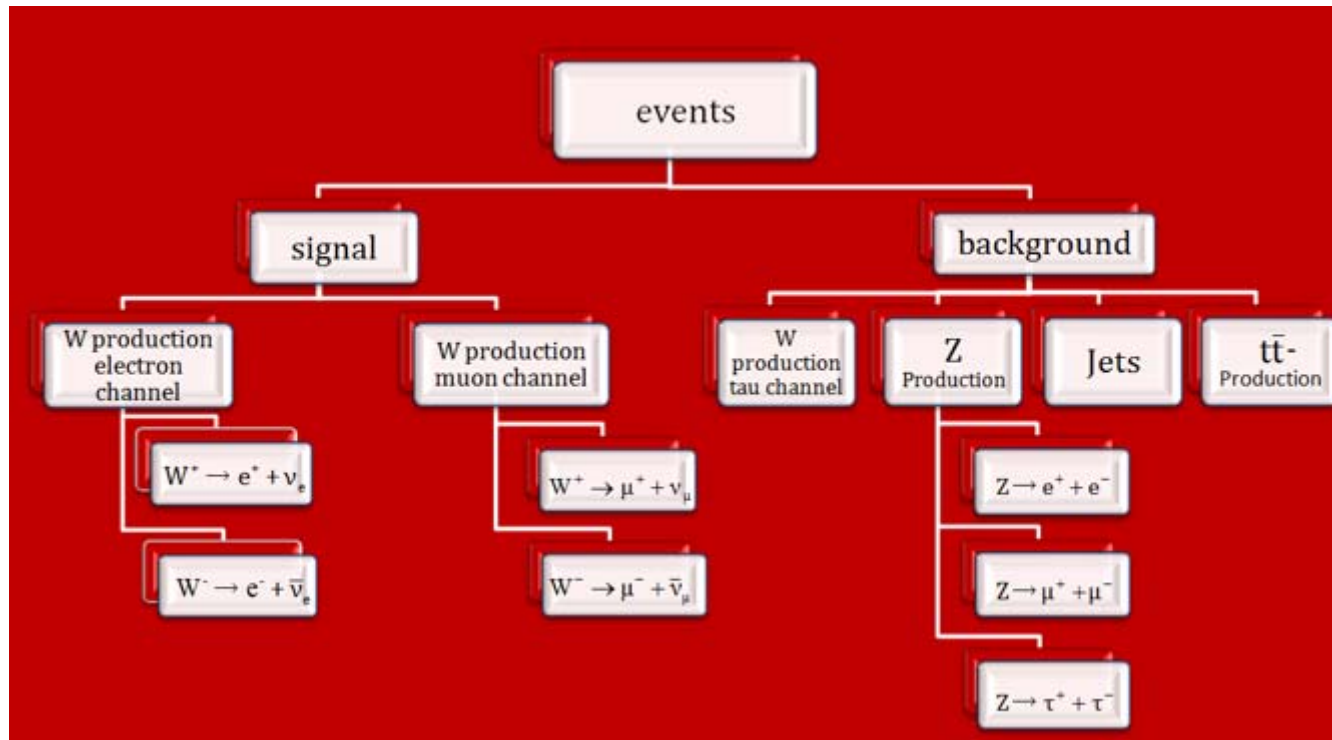 events
signal
background
W production
electron
channel
W production
muon channel
W
production
tau channel
Z
Production
Jets
tt̄-
Production
W⁺ → e⁺ + νₑ
W⁻ → e⁻ + ν̄ₑ
W⁺ → μ⁺ + ν_μ
W⁻ → μ⁻ + ν̄_μ
Z → e⁺ + e⁻
Z → μ⁺ + μ⁻
Z → τ⁺ + τ⁻